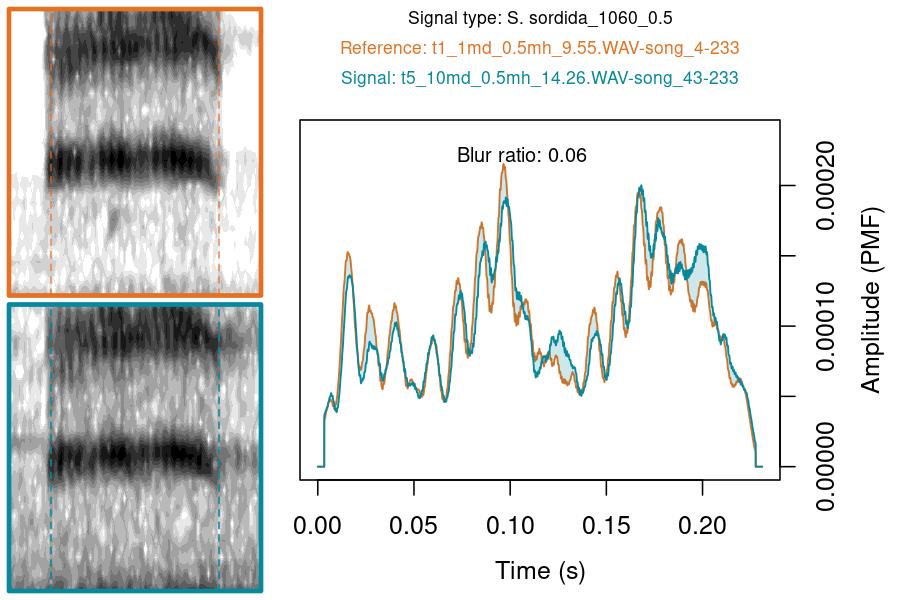 Signal type: S. sordida_1060_0.5
Reference: t1_1md_0.5mh_9.55.WAV-song_4-233
Signal: t5_10md_0.5mh_14.26.WAV-song_43-233
Blur ratio: 0.06
0.00020
0.00010
0.00000
Amplitude (PMF)
0.00 0.05 0.10 0.15 0.20
Time (s)